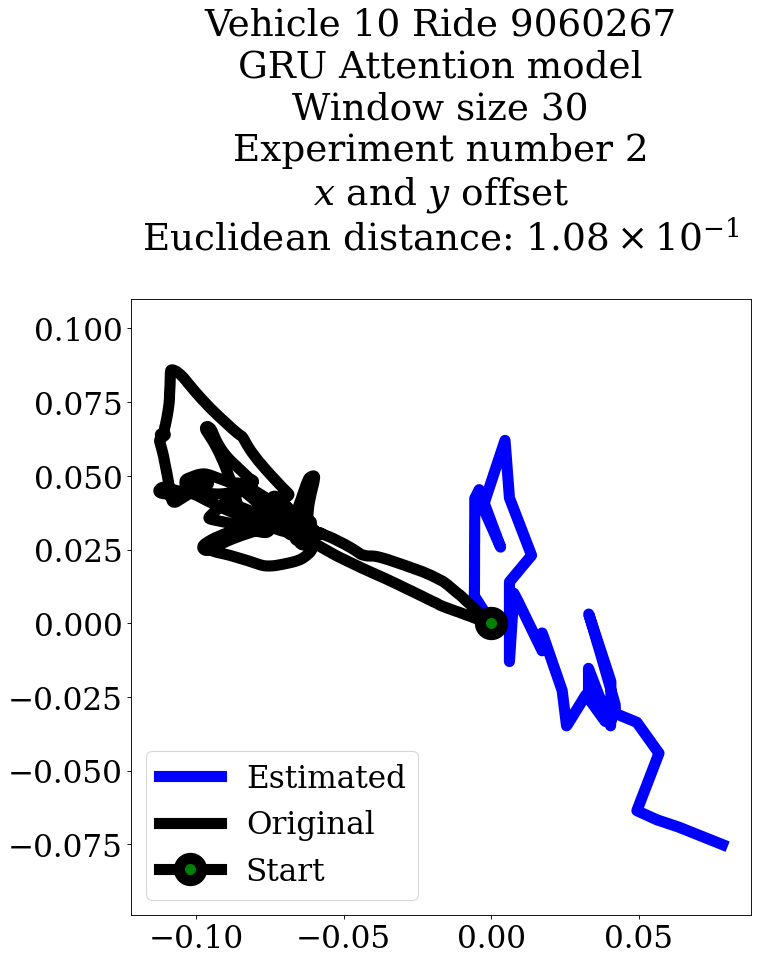 Vehicle 10 Ride 9060267
GRU Attention model
Window size 30
Experiment number 2
x and y offset
Euclidean distance: 1.08 × 10⁻¹
0.100
0.075
0.050
0.025
0.000
−0.025
−0.050
−0.075
Estimated
Original
Start
−0.10
−0.05
0.00
0.05